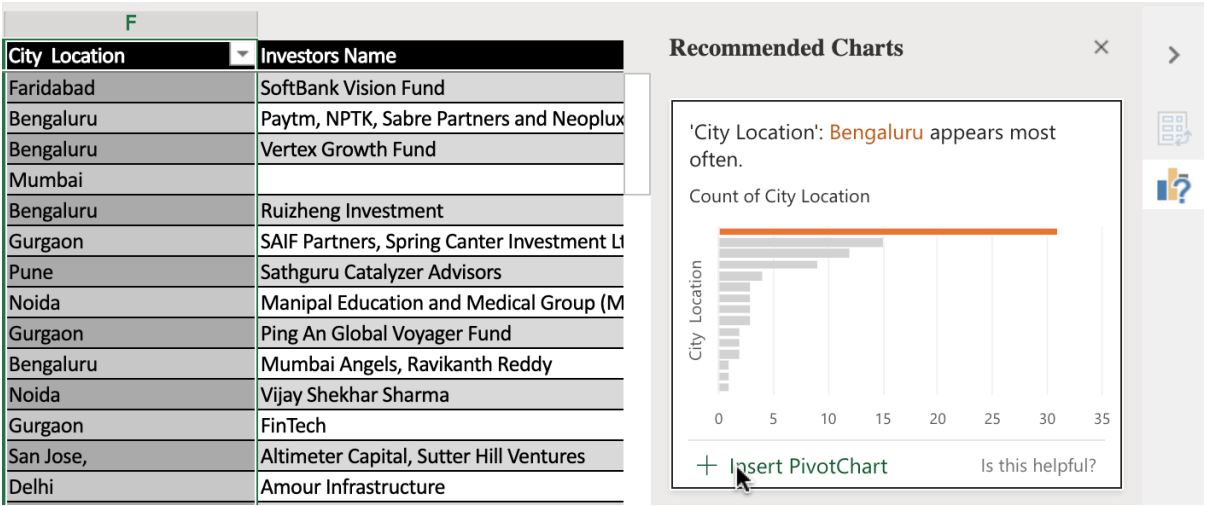 F
City Location Investors Name
Faridabad SoftBank Vision Fund
Bengaluru Paytm, NPTK, Sabre Partners and Neoplux
Bengaluru Vertex Growth Fund
Mumbai
Bengaluru Ruizheng Investment
Gurgaon SAIF Partners, Spring Canter Investment Lt
Pune Sathguru Catalyzer Advisors
Noida Manipal Education and Medical Group (M
Gurgaon Ping An Global Voyager Fund
Bengaluru Mumbai Angels, Ravikanth Reddy
Noida Vijay Shekhar Sharma
Gurgaon FinTech
San Jose, Altimeter Capital, Sutter Hill Ventures
Delhi Amour Infrastructure
Recommended Charts
'City Location': Bengaluru appears most
often.
Count of City Location
City Location
0 5 10 15 20 25 30 35
Insert PivotChart Is this helpful?